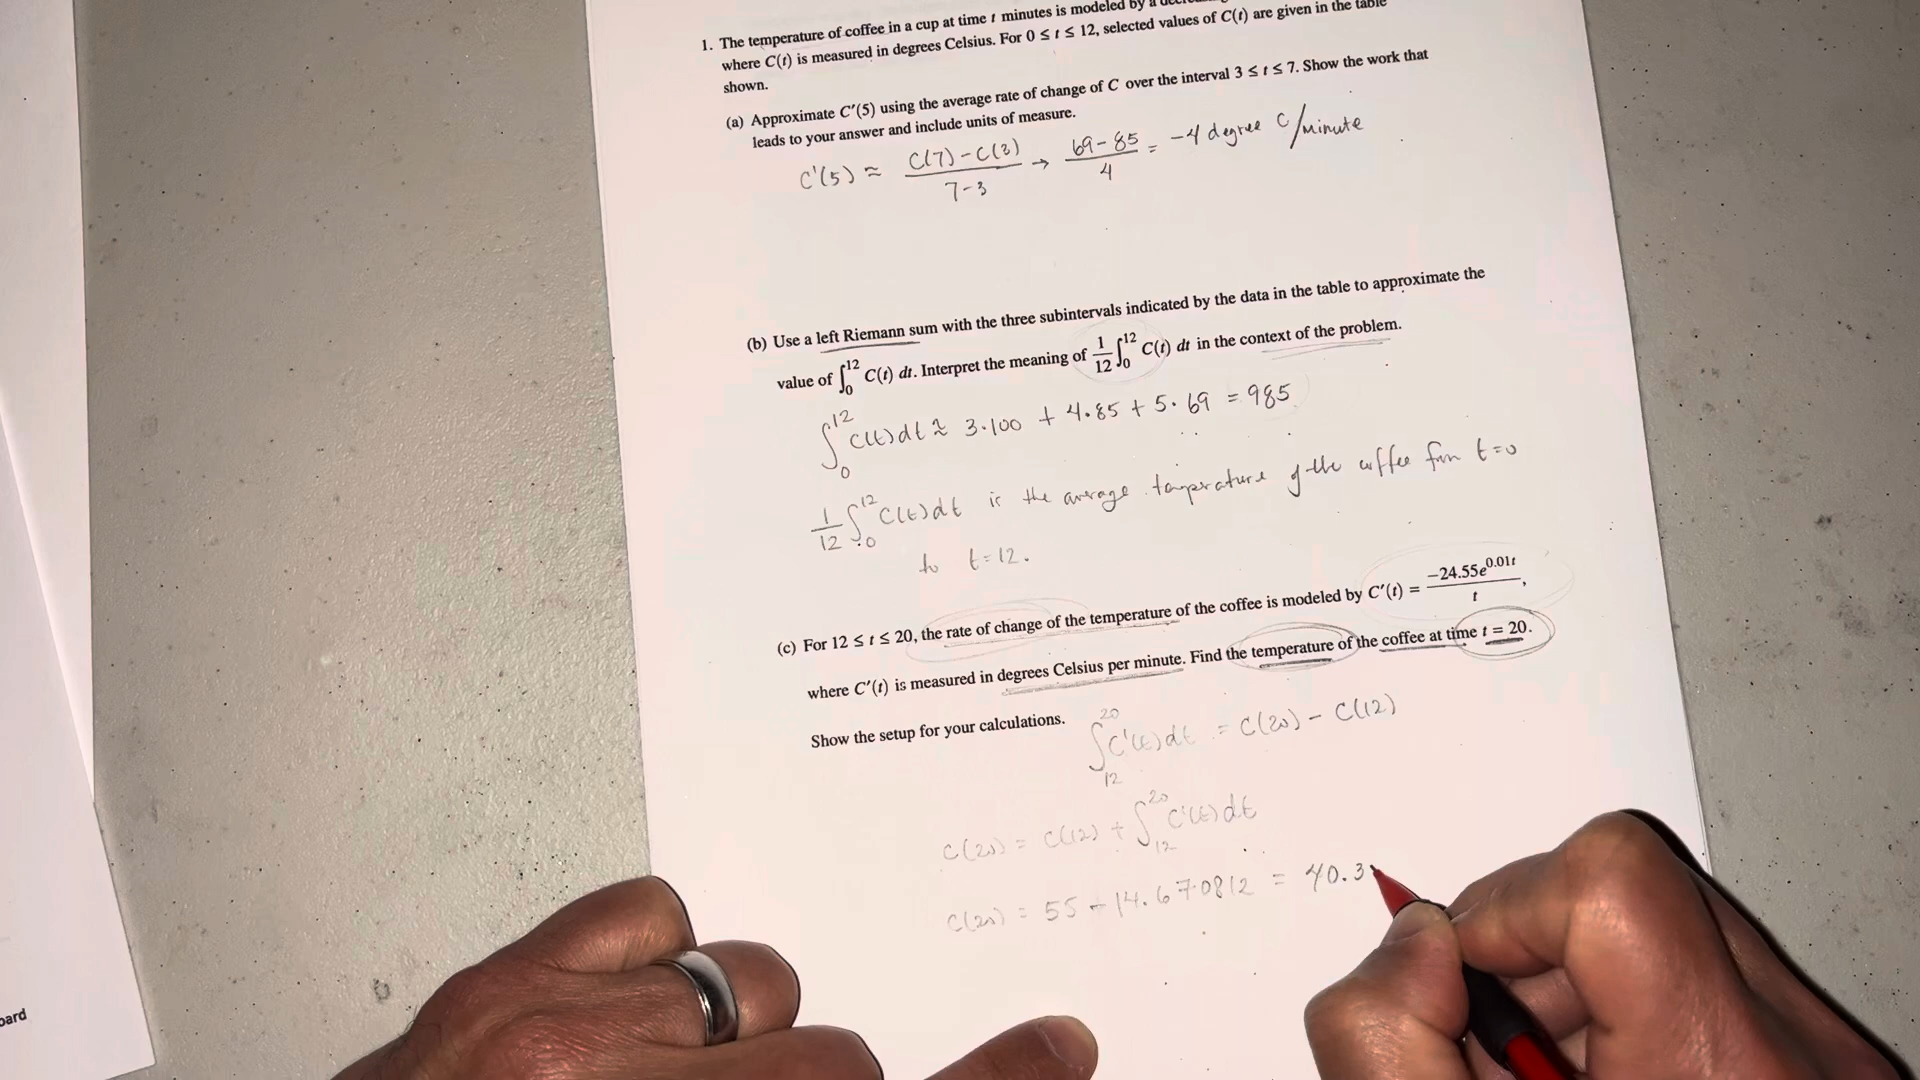 1. The temperature of coffee in a cup at time t minutes is modeled by a
where C(t) is measured in degrees Celsius. For 0 ≤ t ≤ 12, selected values of C(t) are given in the table
shown.
(a) Approximate C′(5) using the average rate of change of C over the interval 3 ≤ t ≤ 7. Show the work that
leads to your answer and include units of measure.
C'(5) ≈ C(7) - C(3) / 7-3 → 69-85 / 4 = -4 degree C/minute
(b) Use a left Riemann sum with the three subintervals indicated by the data in the table to approximate the
value of ∫₀¹² C(t) dt. Interpret the meaning of 1/12 ∫₀¹² C(t) dt in the context of the problem.
∫₀¹² C(t)dt ≈ 3·100 + 4·85 + 5·69 = 985
1/12 ∫₀¹² C(t)dt is the average temperature of the coffee from t=0
to t=12.
(c) For 12 ≤ t ≤ 20, the rate of change of the temperature of the coffee is modeled by C′(t) = −24.55e^0.01t / t,
where C′(t) is measured in degrees Celsius per minute. Find the temperature of the coffee at time t = 20.
Show the setup for your calculations.
∫₁₂²⁰ C'(t)dt = C(20) - C(12)
C(20) = C(12) + ∫₁₂²⁰ C'(t)dt
C(20) = 55 - 14.670812 = 40.3